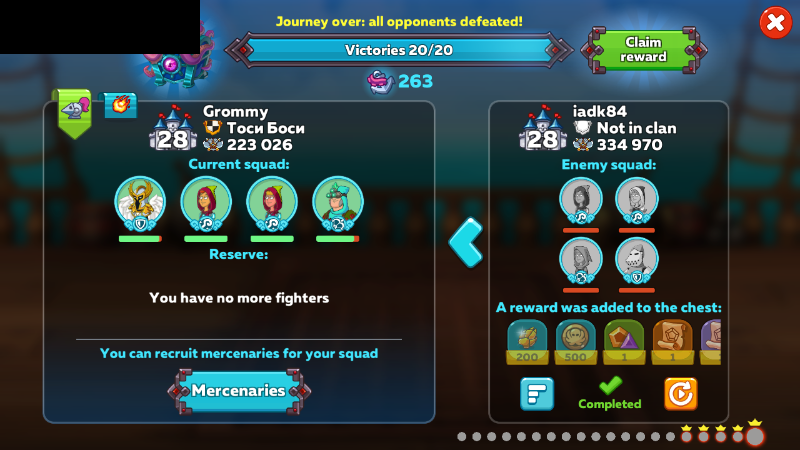 Journey over: all opponents defeated!
Victories 20/20
Claim
reward
263
28
Grommy
Тоси Боси
223 026
Current squad:
Reserve:
You have no more fighters
You can recruit mercenaries for your squad
Mercenaries
28
iadk84
Not in clan
334 970
Enemy squad:
A reward was added to the chest:
200
500
1
1
Completed